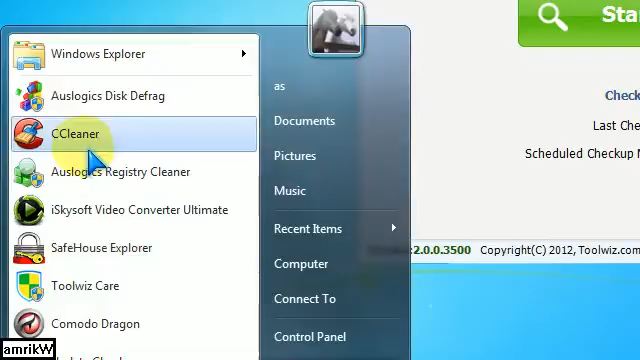 Sta
Windows Explorer
Auslogics Disk Defrag
CCleaner
Auslogics Registry Cleaner
iSkysoft Video Converter Ultimate
SafeHouse Explorer
Toolwiz Care
Comodo Dragon
as
Documents
Pictures
Music
Recent Items
Computer
Connect To
Control Panel
Check
Last Che
Scheduled Checkup N
2.0.0.3500 Copyright(C) 2012, Toolwiz.com
amrikW